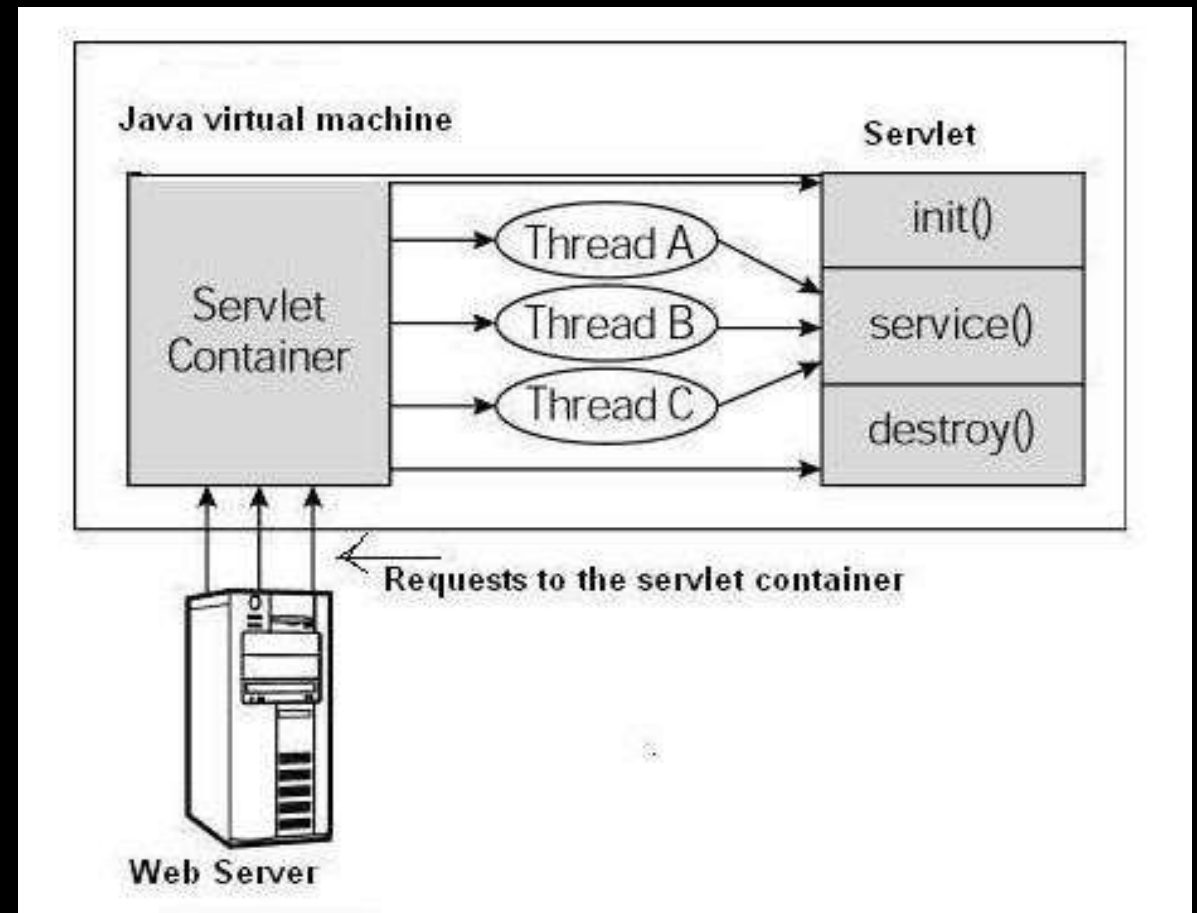 Java virtual machine
Servlet
Servlet
Container
Thread A
Thread B
Thread C
init()
service()
destroy()
Requests to the servlet container
Web Server